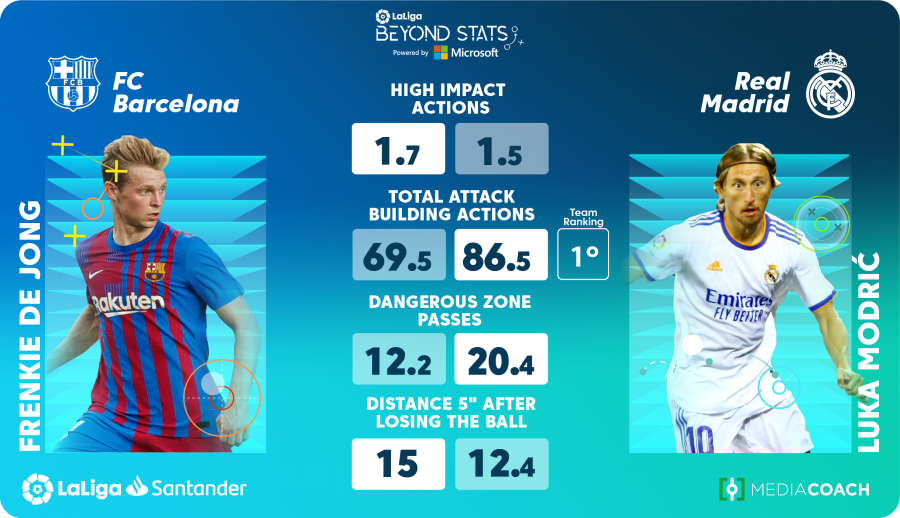 LaLiga
BEYOND STATS
Powered by Microsoft
FCB
FC
Barcelona
Real
Madrid
HIGH IMPACT
ACTIONS
1.7 1.5
TOTAL ATTACK
BUILDING ACTIONS
Team
Ranking
69.5 86.5 1º
DANGEROUS ZONE
PASSES
12.2 20.4
DISTANCE 5" AFTER
LOSING THE BALL
15 12.4
FRENKIE DE JONG
Rakuten
LUKA MODRIĆ
Emirates
FLY BETTER
10
LaLiga Santander
MEDIACOACH